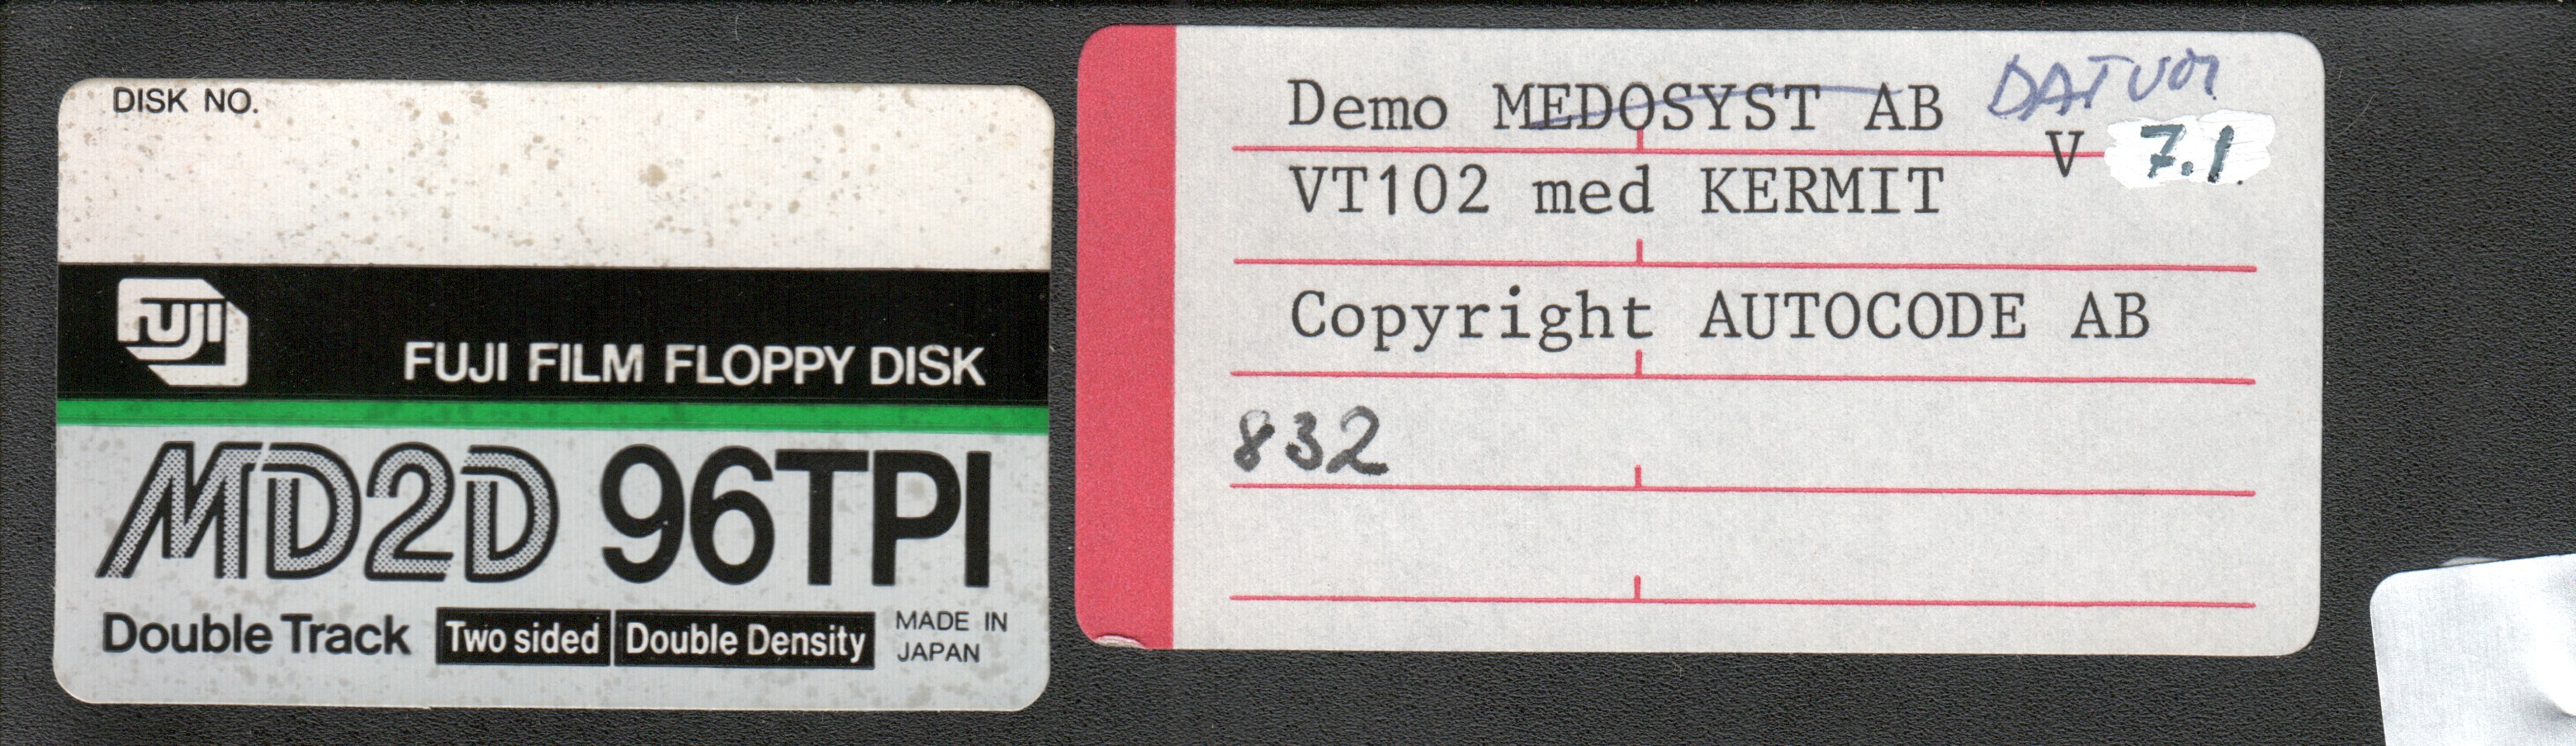 DISK NO.
FUJI
FUJI FILM FLOPPY DISK
MD2D 96TPI
Double Track Two sided Double Density MADE IN
JAPAN
Demo MEDOSYST AB
V 7.1
VT102 med KERMIT
Copyright AUTOCODE AB
832